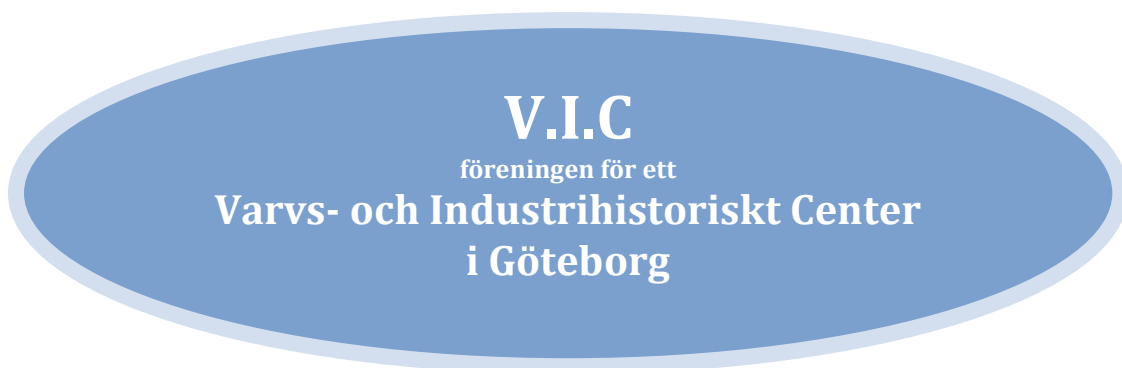 V.I.C
föreningen för ett
Varvs- och Industrihistoriskt Center
i Göteborg